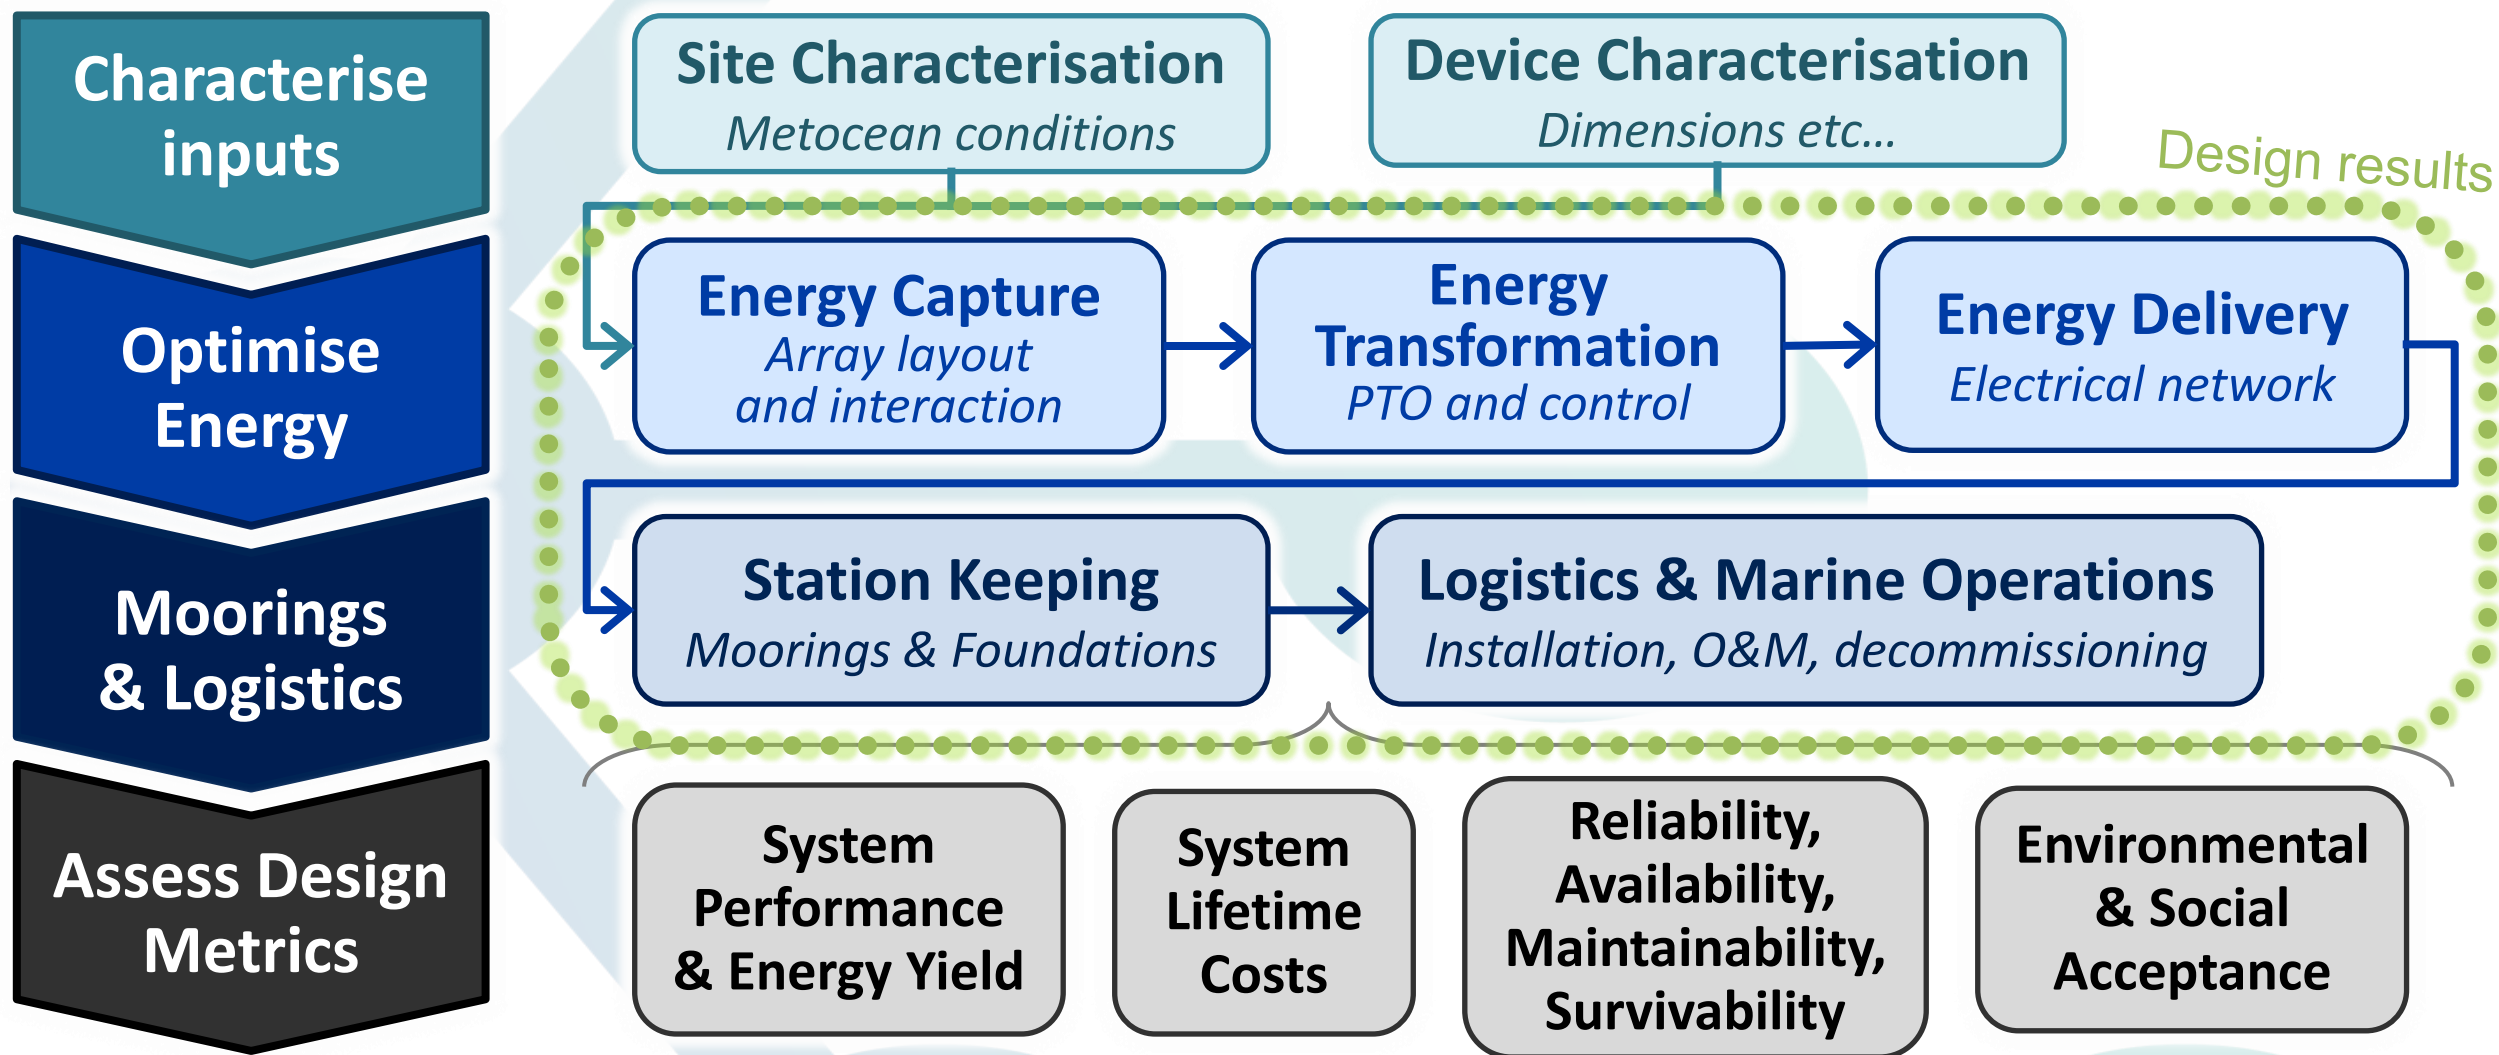 Characterise
inputs
Site Characterisation
Metocean conditions
Device Characterisation
Dimensions etc...
Design results
Optimise
Energy
Energy Capture
Array layout
and interaction
Energy
Transformation
PTO and control
Energy Delivery
Electrical network
Moorings
& Logistics
Station Keeping
Moorings & Foundations
Logistics & Marine Operations
Installation, O&M, decommissioning
Assess Design
Metrics
System
Performance
& Energy Yield
System
Lifetime
Costs
Reliability,
Availability,
Maintainability,
Survivability
Environmental
& Social
Acceptance